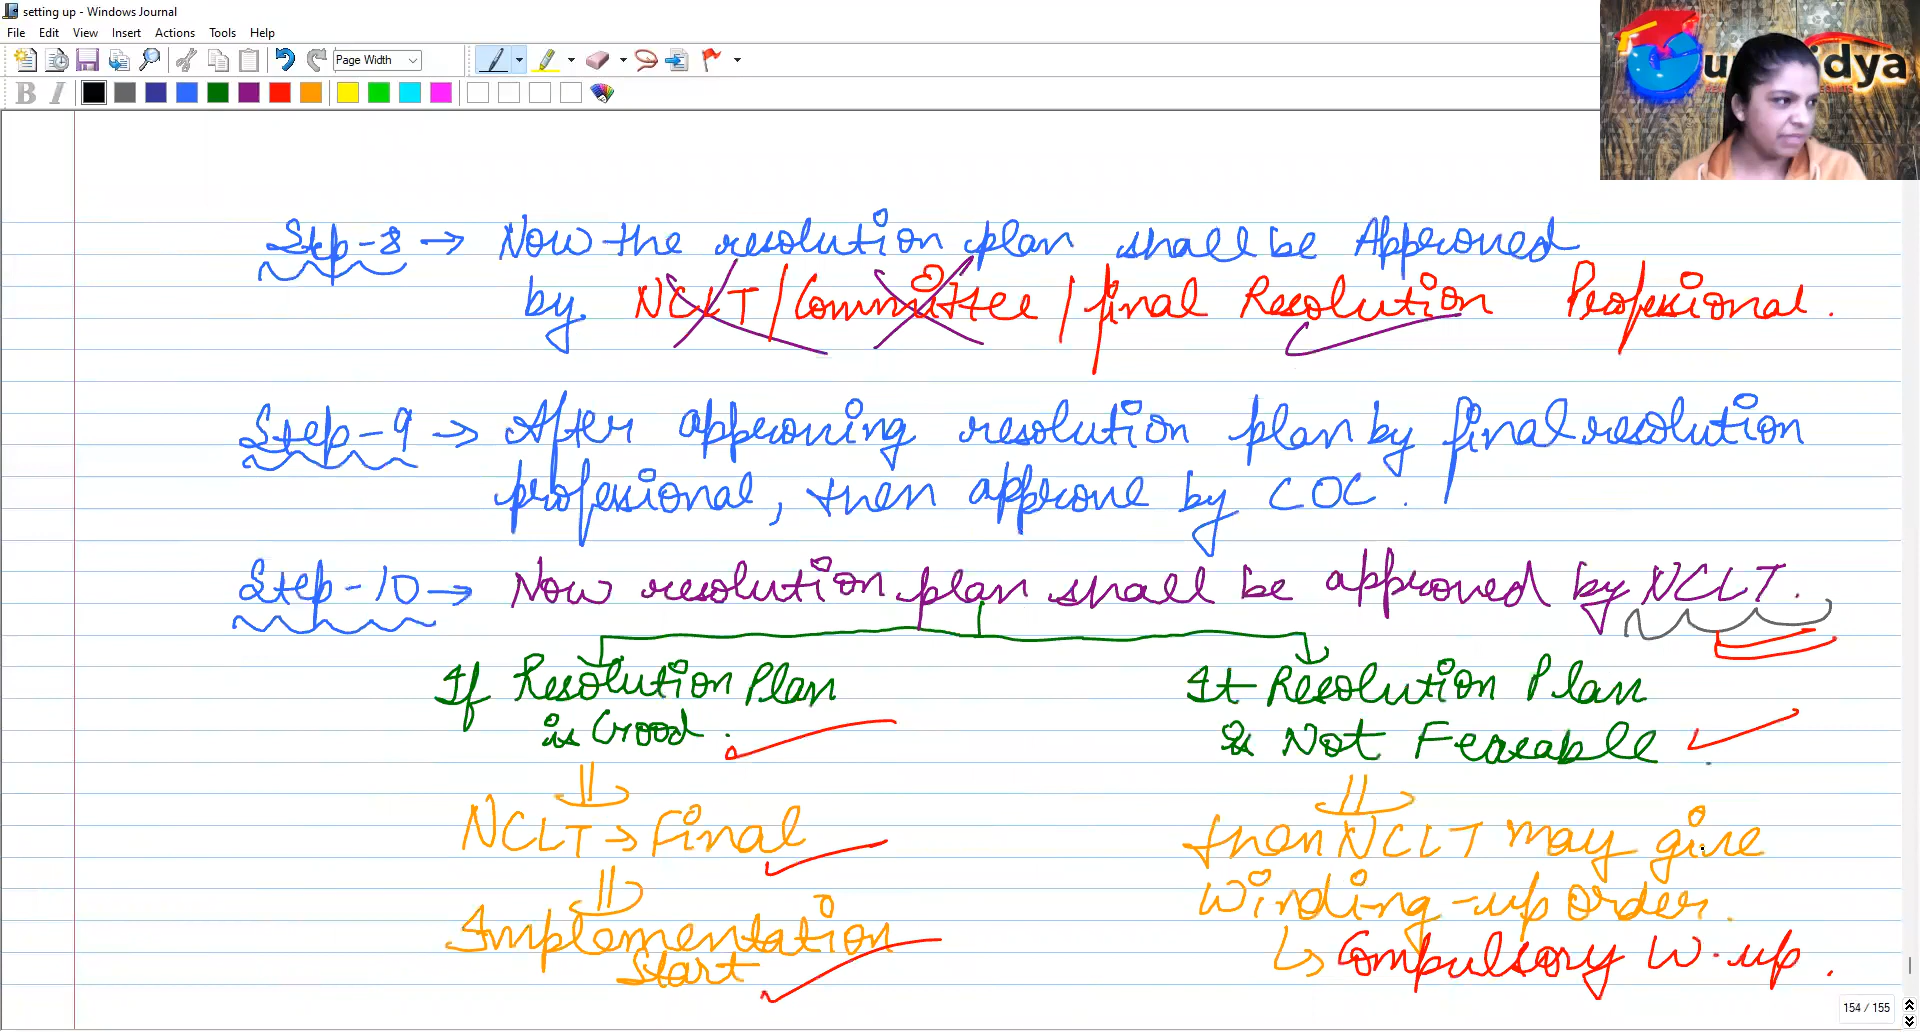 setting up - Windows Journal
File Edit View Insert Actions Tools Help
Page Width
B I
Step-8 → Now the resolution plan shall be Approved
by NCLT / Committee / final Resolution Profesional.
Step-9 → After approving resolution plan by final resolution
profesional, then approve by COC.
Step-10 → Now resolution plan shall be approved by NCLT.
If Resolution Plan
is Good.
It Resolution Plan
is Not Feaseable
NCLT → Final
then NCLT may give
Winding-up order.
Implementation
Start
↳ Compulsory W.up.
154 / 155